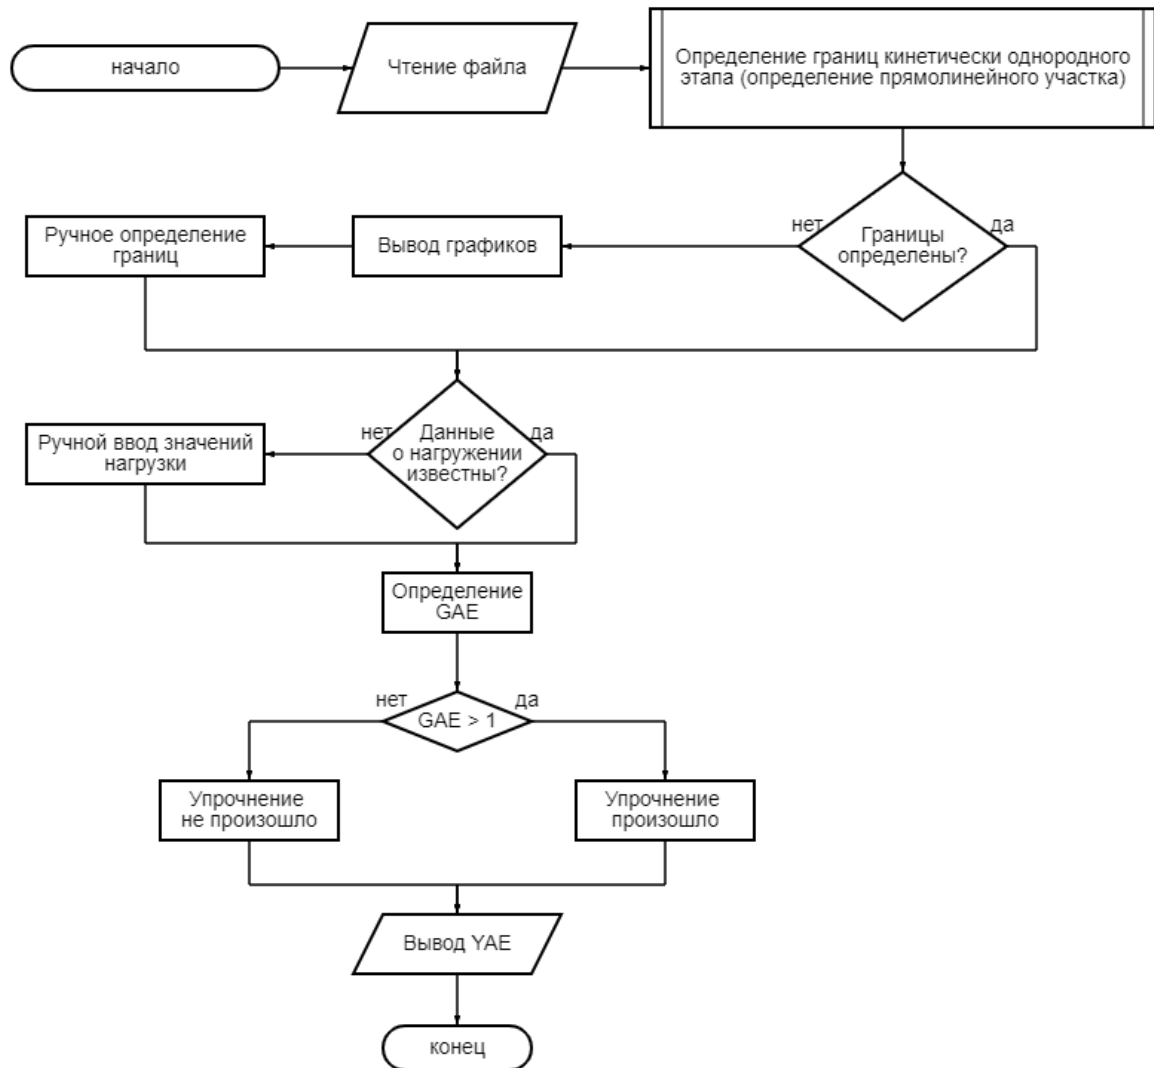 начало
Чтение файла
Определение границ кинетически однородного
этапа (определение прямолинейного участка)
нет
да
Границы
определены?
Вывод графиков
Ручное определение
границ
нет
да
Данные
о нагружении
известны?
Ручной ввод значений
нагрузки
Определение
GAE
нет
да
GAE > 1
Упрочнение
не произошло
Упрочнение
произошло
Вывод YAE
конец